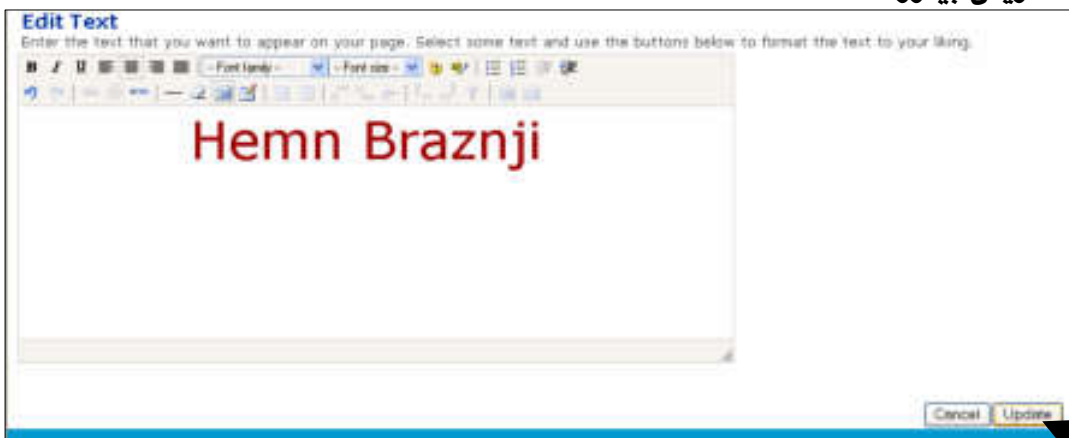 Edit Text
Enter the text that you want to appear on your page. Select some text and use the buttons below to format the text to your liking.
B I U - Font family - - Font size -
Hemn Braznji
Cancel Update